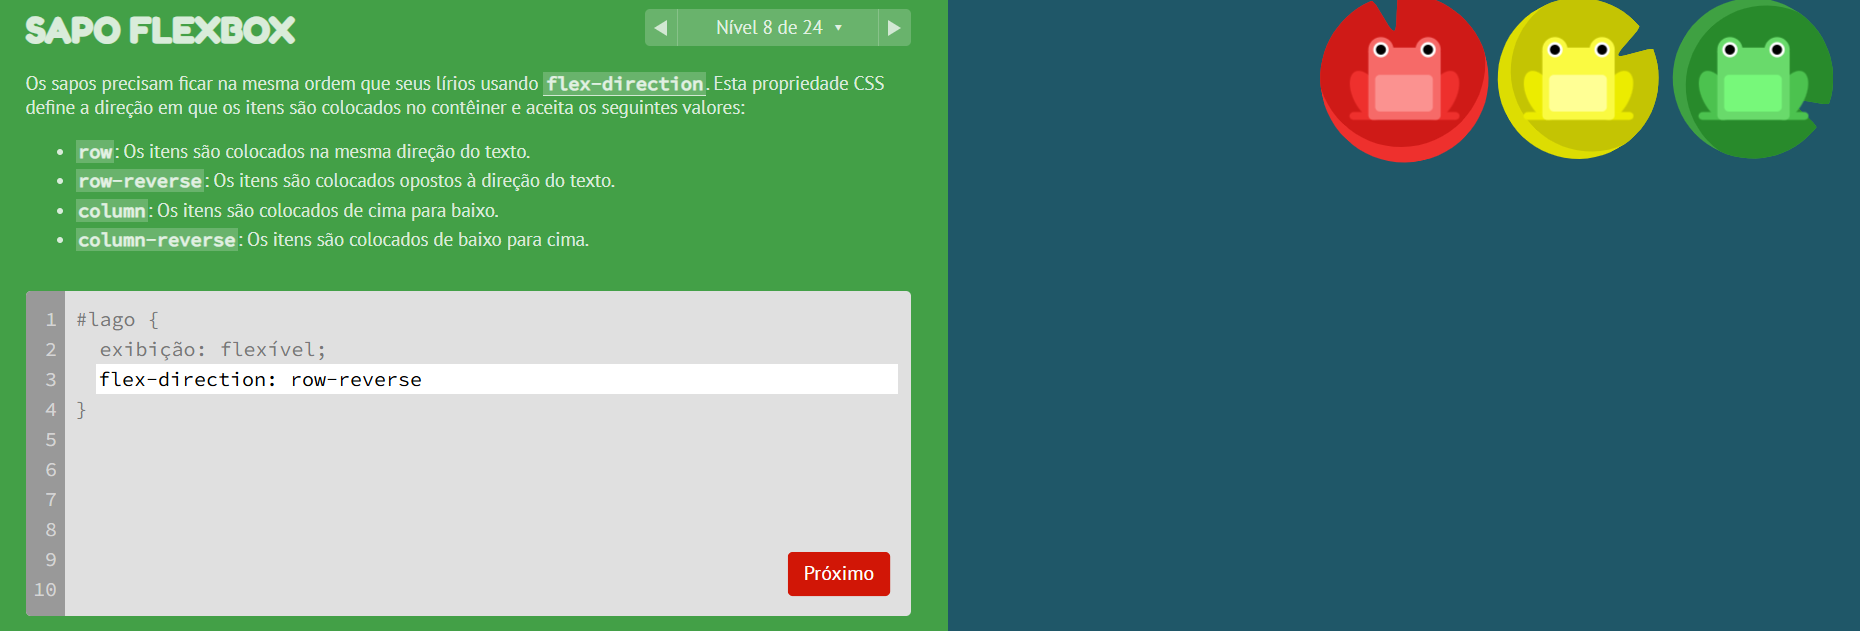 SAPO FLEXBOX
◀ Nível 8 de 24 ▾ ▶
Os sapos precisam ficar na mesma ordem que seus lírios usando flex-direction. Esta propriedade CSS
define a direção em que os itens são colocados no contêiner e aceita os seguintes valores:
• row: Os itens são colocados na mesma direção do texto.
• row-reverse: Os itens são colocados opostos à direção do texto.
• column: Os itens são colocados de cima para baixo.
• column-reverse: Os itens são colocados de baixo para cima.
1 #lago {
2 exibição: flexível;
3 flex-direction: row-reverse
4 }
5
6
7
8
9
10
Próximo